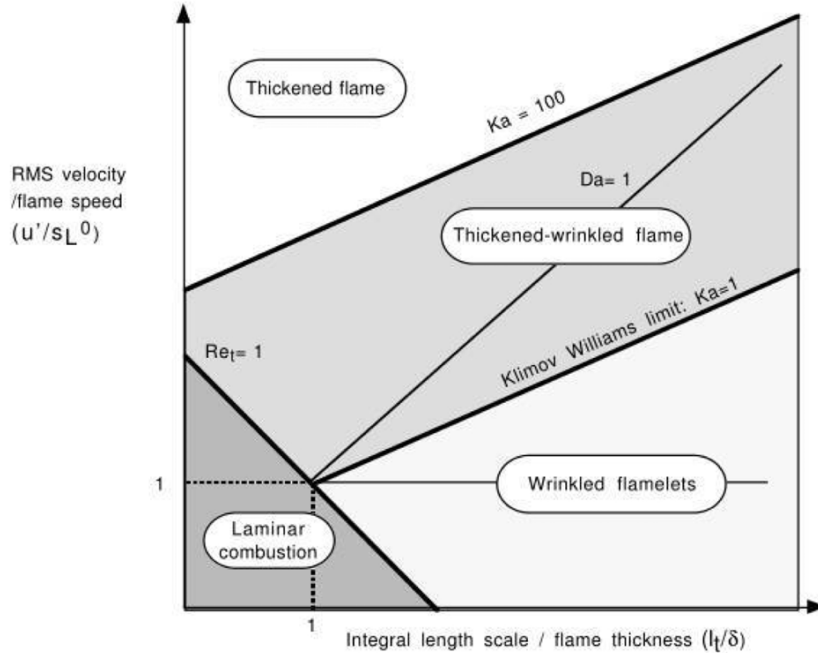 Thickened flame
Ka = 100
RMS velocity
/flame speed
(u'/sL0)
Da= 1
Thickened-wrinkled flame
Klimov Williams limit: Ka=1
Ret= 1
1
Wrinkled flamelets
Laminar
combustion
1
Integral length scale / flame thickness (lt/δ)